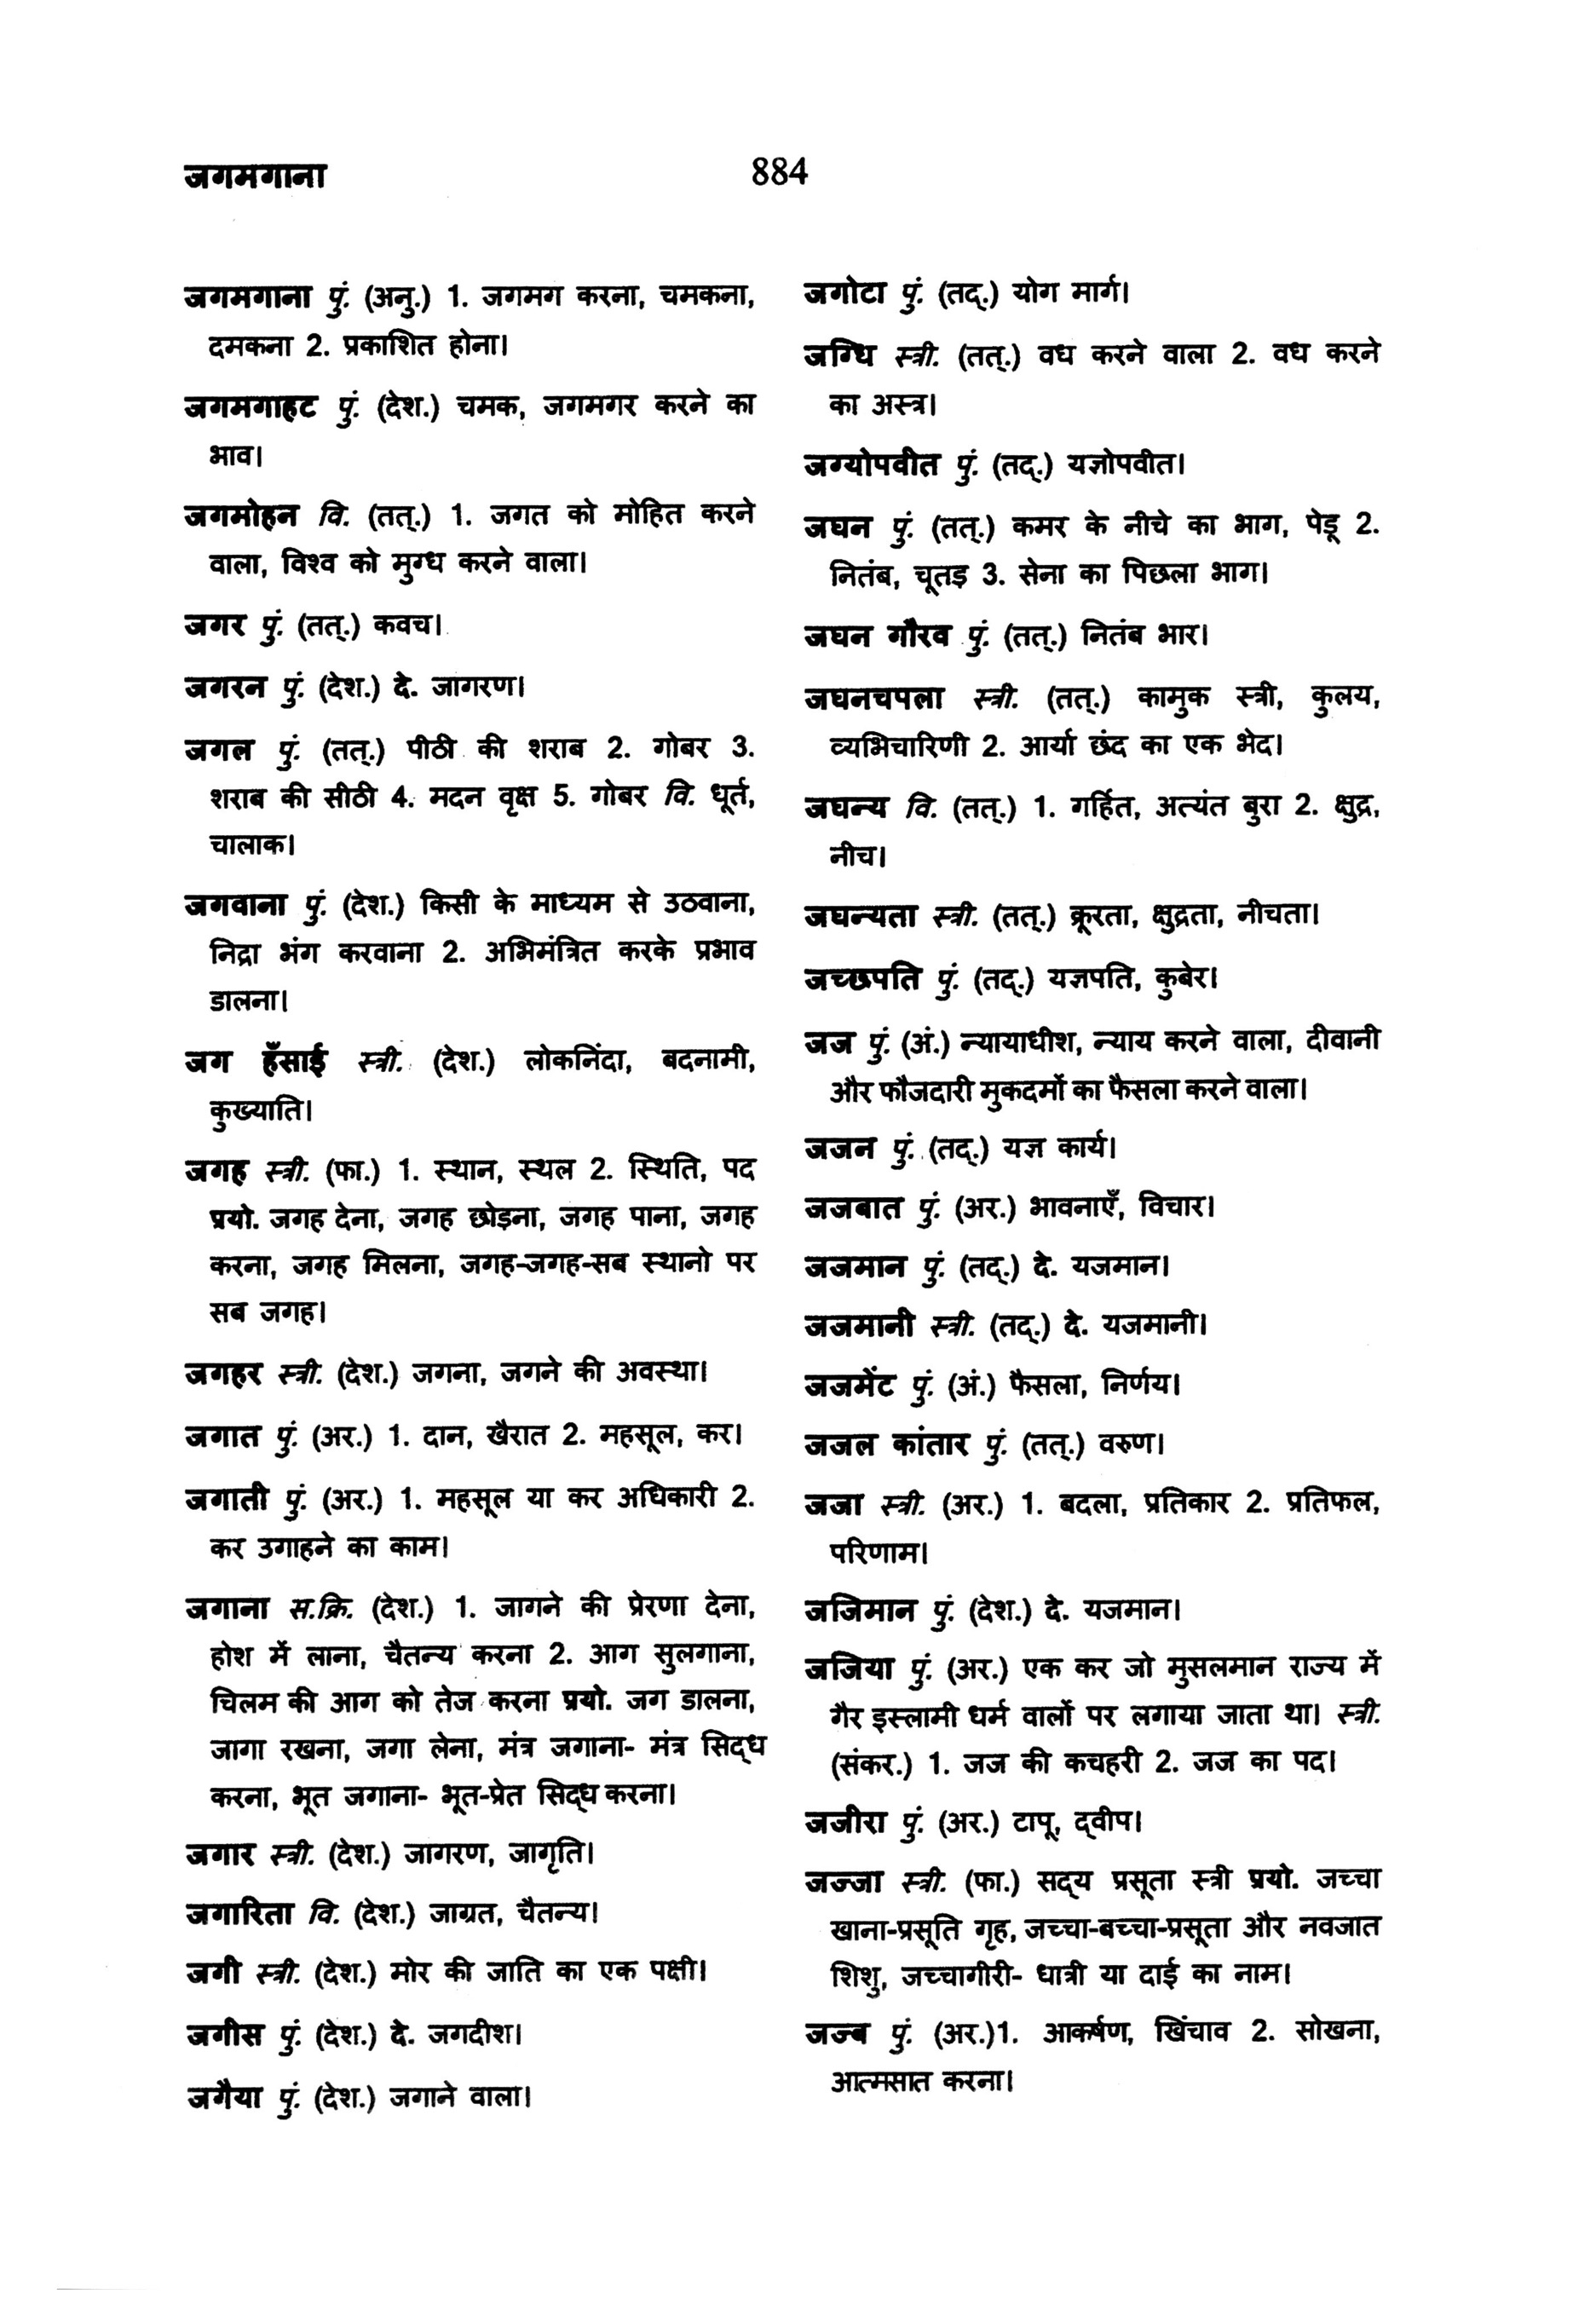 जगमगाना
884
जगमगाना पुं. (अनु.) 1. जगमग करना, चमकना,
दमकना 2. प्रकाशित होना।
जगमगाहट पुं. (देश.) चमक, जगमगर करने का
भाव।
जगमोहन वि. (तत्.) 1. जगत को मोहित करने
वाला, विश्व को मुग्ध करने वाला।
जगर पुं. (तत्.) कवच।
जगरन पुं. (देश.) दे. जागरण।
जगल पुं. (तत्.) पीठी की शराब 2. गोबर 3.
शराब की सीठी 4. मदन वृक्ष 5. गोबर वि. धूर्त,
चालाक।
जगवाना पुं. (देश.) किसी के माध्यम से उठवाना,
निद्रा भंग करवाना 2. अभिमंत्रित करके प्रभाव
डालना।
जग हँसाई स्त्री. (देश.) लोकनिंदा, बदनामी,
कुख्याति।
जगह स्त्री. (फा.) 1. स्थान, स्थल 2. स्थिति, पद
प्रयो. जगह देना, जगह छोड़ना, जगह पाना, जगह
करना, जगह मिलना, जगह-जगह-सब स्थानो पर
सब जगह।
जगहर स्त्री. (देश.) जगना, जगने की अवस्था।
जगात पुं. (अर.) 1. दान, खैरात 2. महसूल, कर।
जगाती पुं. (अर.) 1. महसूल या कर अधिकारी 2.
कर उगाहने का काम।
जगाना स.क्रि. (देश.) 1. जागने की प्रेरणा देना,
होश में लाना, चैतन्य करना 2. आग सुलगाना,
चिलम की आग को तेज करना प्रयो. जग डालना,
जागा रखना, जगा लेना, मंत्र जगाना- मंत्र सिद्ध
करना, भूत जगाना- भूत-प्रेत सिद्ध करना।
जगार स्त्री. (देश.) जागरण, जागृति।
जगारिता वि. (देश.) जाग्रत, चैतन्य।
जगी स्त्री. (देश.) मोर की जाति का एक पक्षी।
जगीस पुं. (देश.) दे. जगदीश।
जगैया पुं. (देश.) जगाने वाला।
जगोटा पुं. (तद्.) योग मार्ग।
जग्धि स्त्री. (तत्.) वध करने वाला 2. वध करने
का अस्त्र।
जग्योपवीत पुं. (तद्.) यज्ञोपवीत।
जघन पुं. (तत्.) कमर के नीचे का भाग, पेडू 2.
नितंब, चूतड़ 3. सेना का पिछला भाग।
जघन गौरव पुं. (तत्.) नितंब भार।
जघनचपला स्त्री. (तत्.) कामुक स्त्री, कुलय,
व्यभिचारिणी 2. आर्या छंद का एक भेद।
जघन्य वि. (तत्.) 1. गर्हित, अत्यंत बुरा 2. क्षुद्र,
नीच।
जघन्यता स्त्री. (तत्.) क्रूरता, क्षुद्रता, नीचता।
जच्छपति पुं. (तद्.) यज्ञपति, कुबेर।
जज पुं. (अं.) न्यायाधीश, न्याय करने वाला, दीवानी
और फौजदारी मुकदमों का फैसला करने वाला।
जजन पुं. (तद्.) यज्ञ कार्य।
जजबात पुं. (अर.) भावनाएँ, विचार।
जजमान पुं. (तद्.) दे. यजमान।
जजमानी स्त्री. (तद्.) दे. यजमानी।
जजमेंट पुं. (अं.) फैसला, निर्णय।
जजल कांतार पुं. (तत्.) वरुण।
जजा स्त्री. (अर.) 1. बदला, प्रतिकार 2. प्रतिफल,
परिणाम।
जजिमान पुं. (देश.) दे. यजमान।
जजिया पुं. (अर.) एक कर जो मुसलमान राज्य में
गैर इस्लामी धर्म वालों पर लगाया जाता था। स्त्री.
(संकर.) 1. जज की कचहरी 2. जज का पद।
जजीरा पुं. (अर.) टापू, द्वीप।
जज्जा स्त्री. (फा.) सद्य प्रसूता स्त्री प्रयो. जच्चा
खाना-प्रसूति गृह, जच्चा-बच्चा-प्रसूता और नवजात
शिशु, जच्चागीरी- धात्री या दाई का नाम।
जज्ब पुं. (अर.)1. आकर्षण, खिंचाव 2. सोखना,
आत्मसात करना।